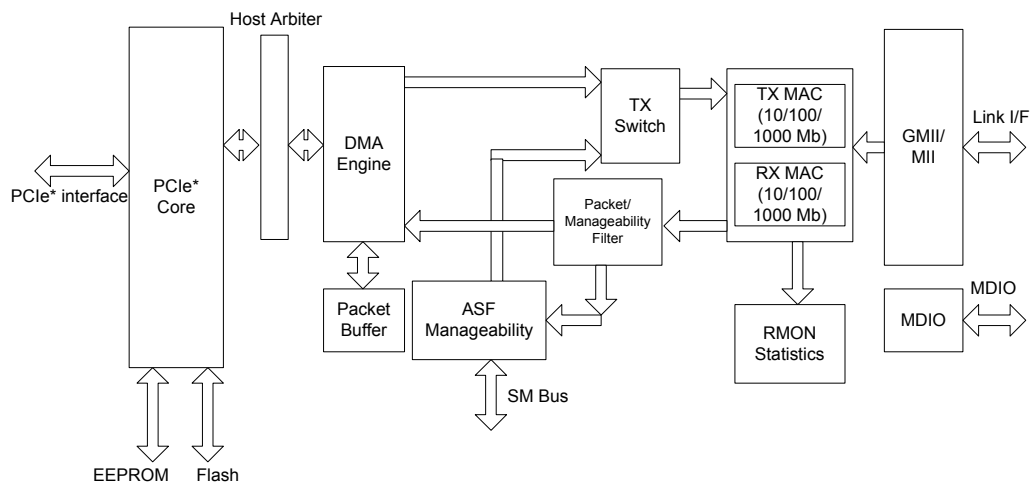 Host Arbiter
PCIe* interface
PCIe*
Core
DMA
Engine
TX
Switch
TX MAC
(10/100/
1000 Mb)
RX MAC
(10/100/
1000 Mb)
GMII/
MII
Link I/F
Packet/
Manageability
Filter
Packet
Buffer
ASF
Manageability
RMON
Statistics
MDIO
MDIO
SM Bus
EEPROM
Flash